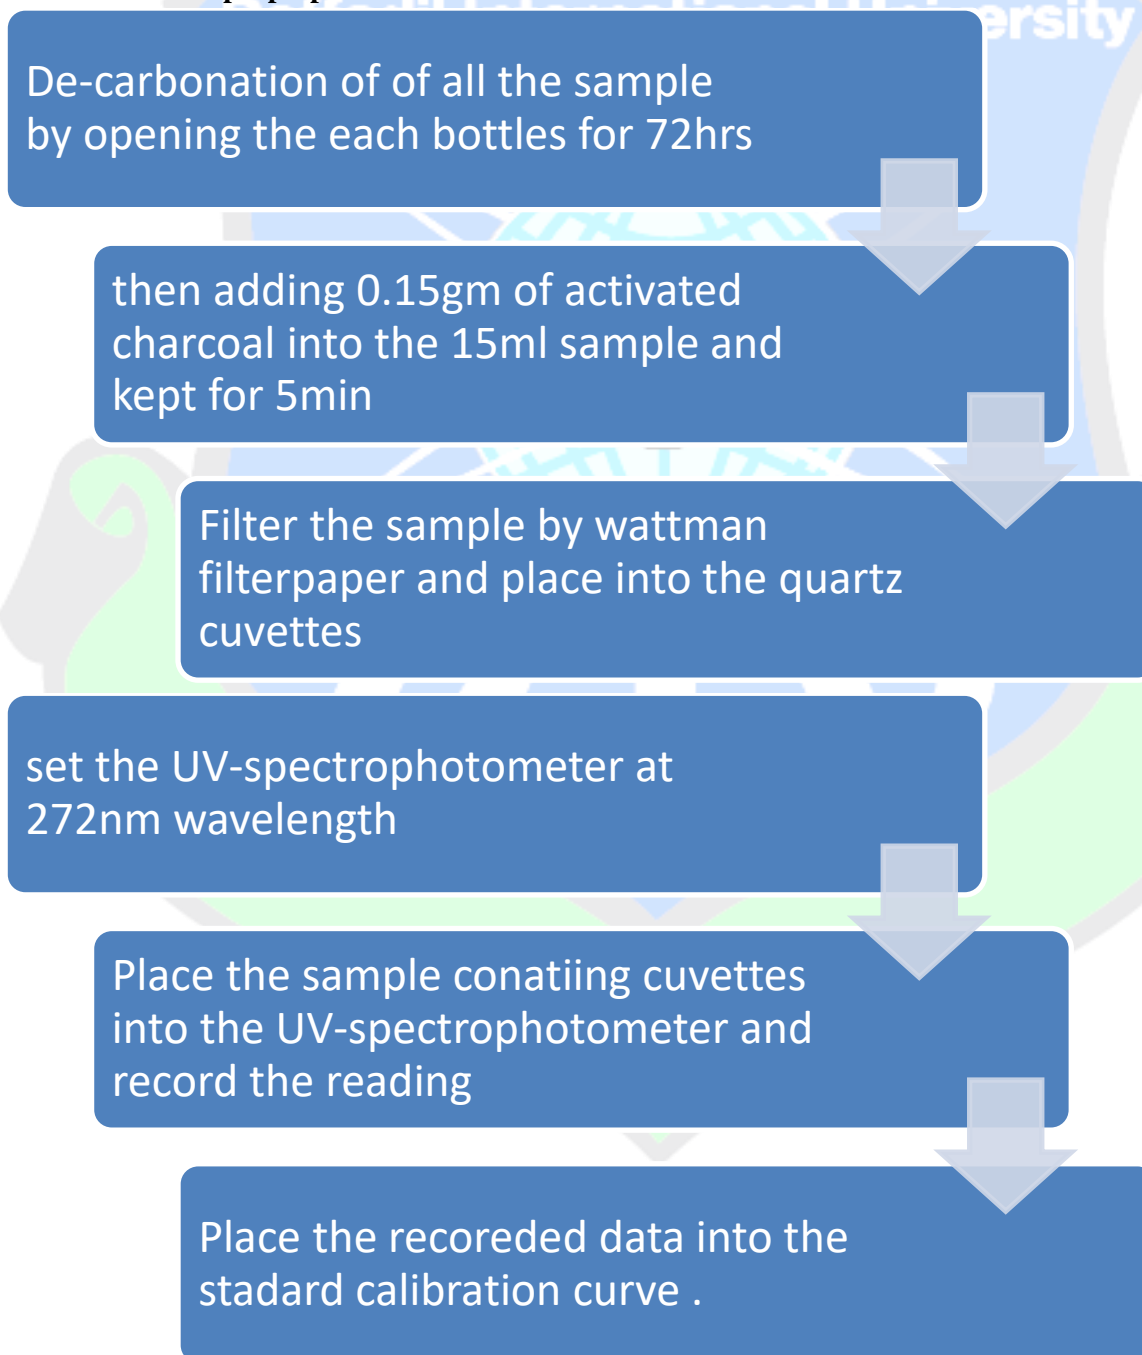 De-carbonation of of all the sample
by opening the each bottles for 72hrs
then adding 0.15gm of activated
charcoal into the 15ml sample and
kept for 5min
Filter the sample by wattman
filterpaper and place into the quartz
cuvettes
set the UV-spectrophotometer at
272nm wavelength
Place the sample conatiing cuvettes
into the UV-spectrophotometer and
record the reading
Place the recoreded data into the
stadard calibration curve .